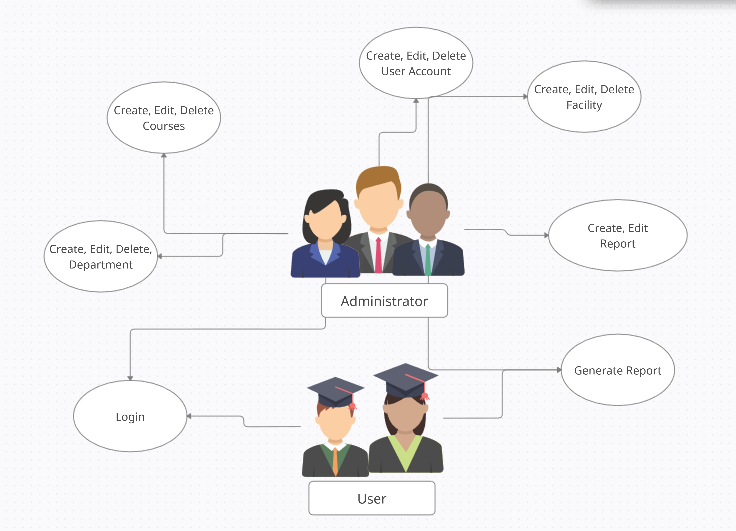 Create, Edit, Delete
User Account
Create, Edit, Delete
Facility
Create, Edit, Delete
Courses
Create, Edit
Report
Create, Edit, Delete,
Department
Administrator
Generate Report
Login
User